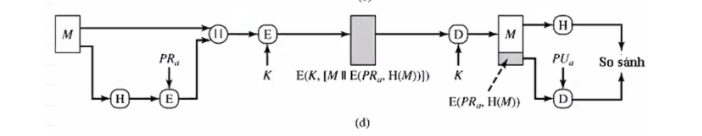 M
||
E
D
M
H
PRₐ
PUₐ
So sánh
H
E
K
E(K, [M || E(PRₐ, H(M))])
K
D
E(PRₐ, H(M))
(d)